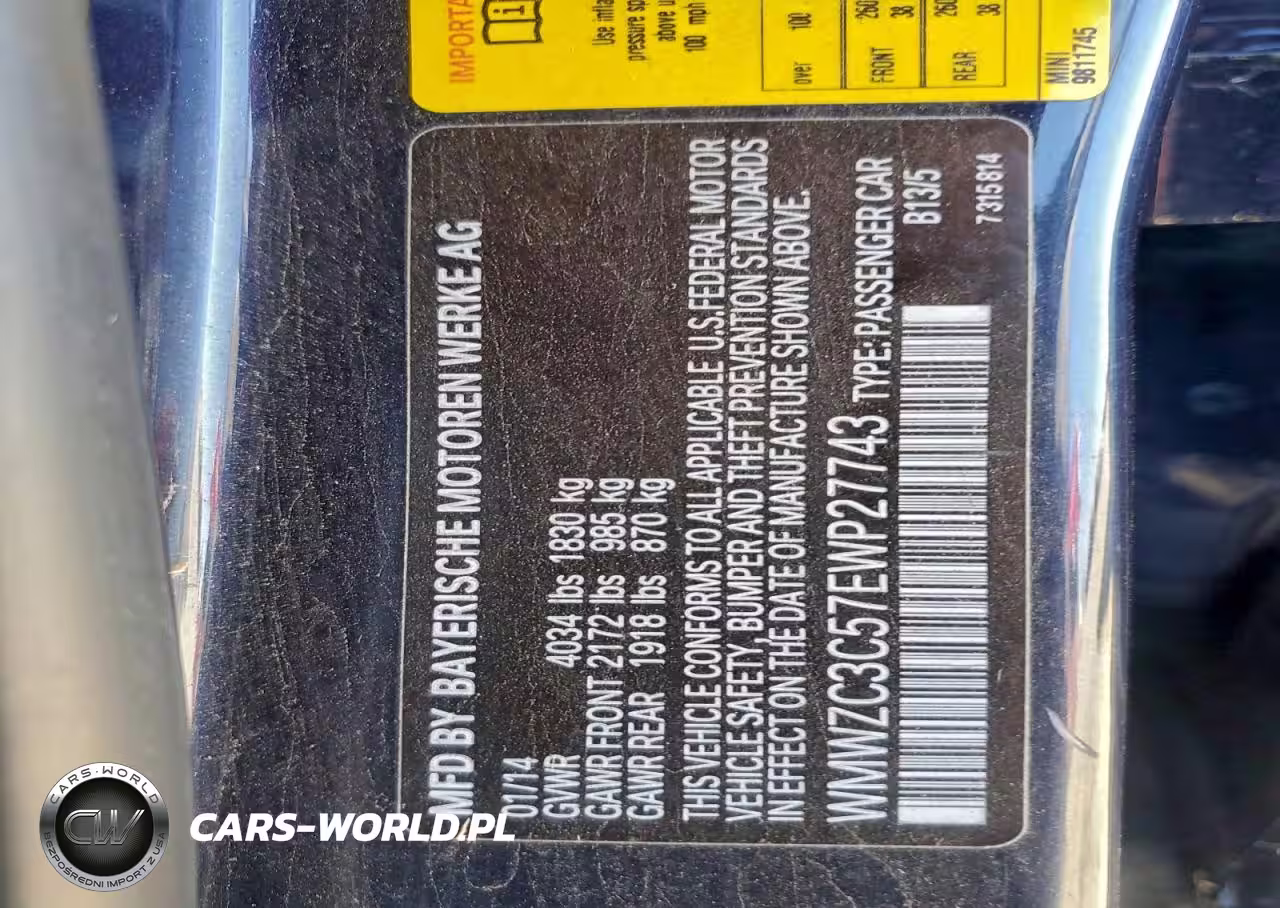 IMPORTA
Use infla
pressure sp
above u
100 mph
over 100
FRONT 260 38
REAR 260 38
MINI
9811745
MFD BY BAYERISCHE MOTOREN WERKE AG
01/14
GVWR 4034 lbs 1830 kg
GAWR FRONT 2172 lbs 985 kg
GAWR REAR 1918 lbs 870 kg
THIS VEHICLE CONFORMS TO ALL APPLICABLE U.S. FEDERAL MOTOR
VEHICLE SAFETY, BUMPER AND THEFT PREVENTION STANDARDS
IN EFFECT ON THE DATE OF MANUFACTURE SHOWN ABOVE.
WMWZC3C57EWP27743 TYPE: PASSENGER CAR
B13/5
7315814
CARS-WORLD
CW
BEZPOŚREDNI IMPORT Z USA
CARS-WORLD.PL